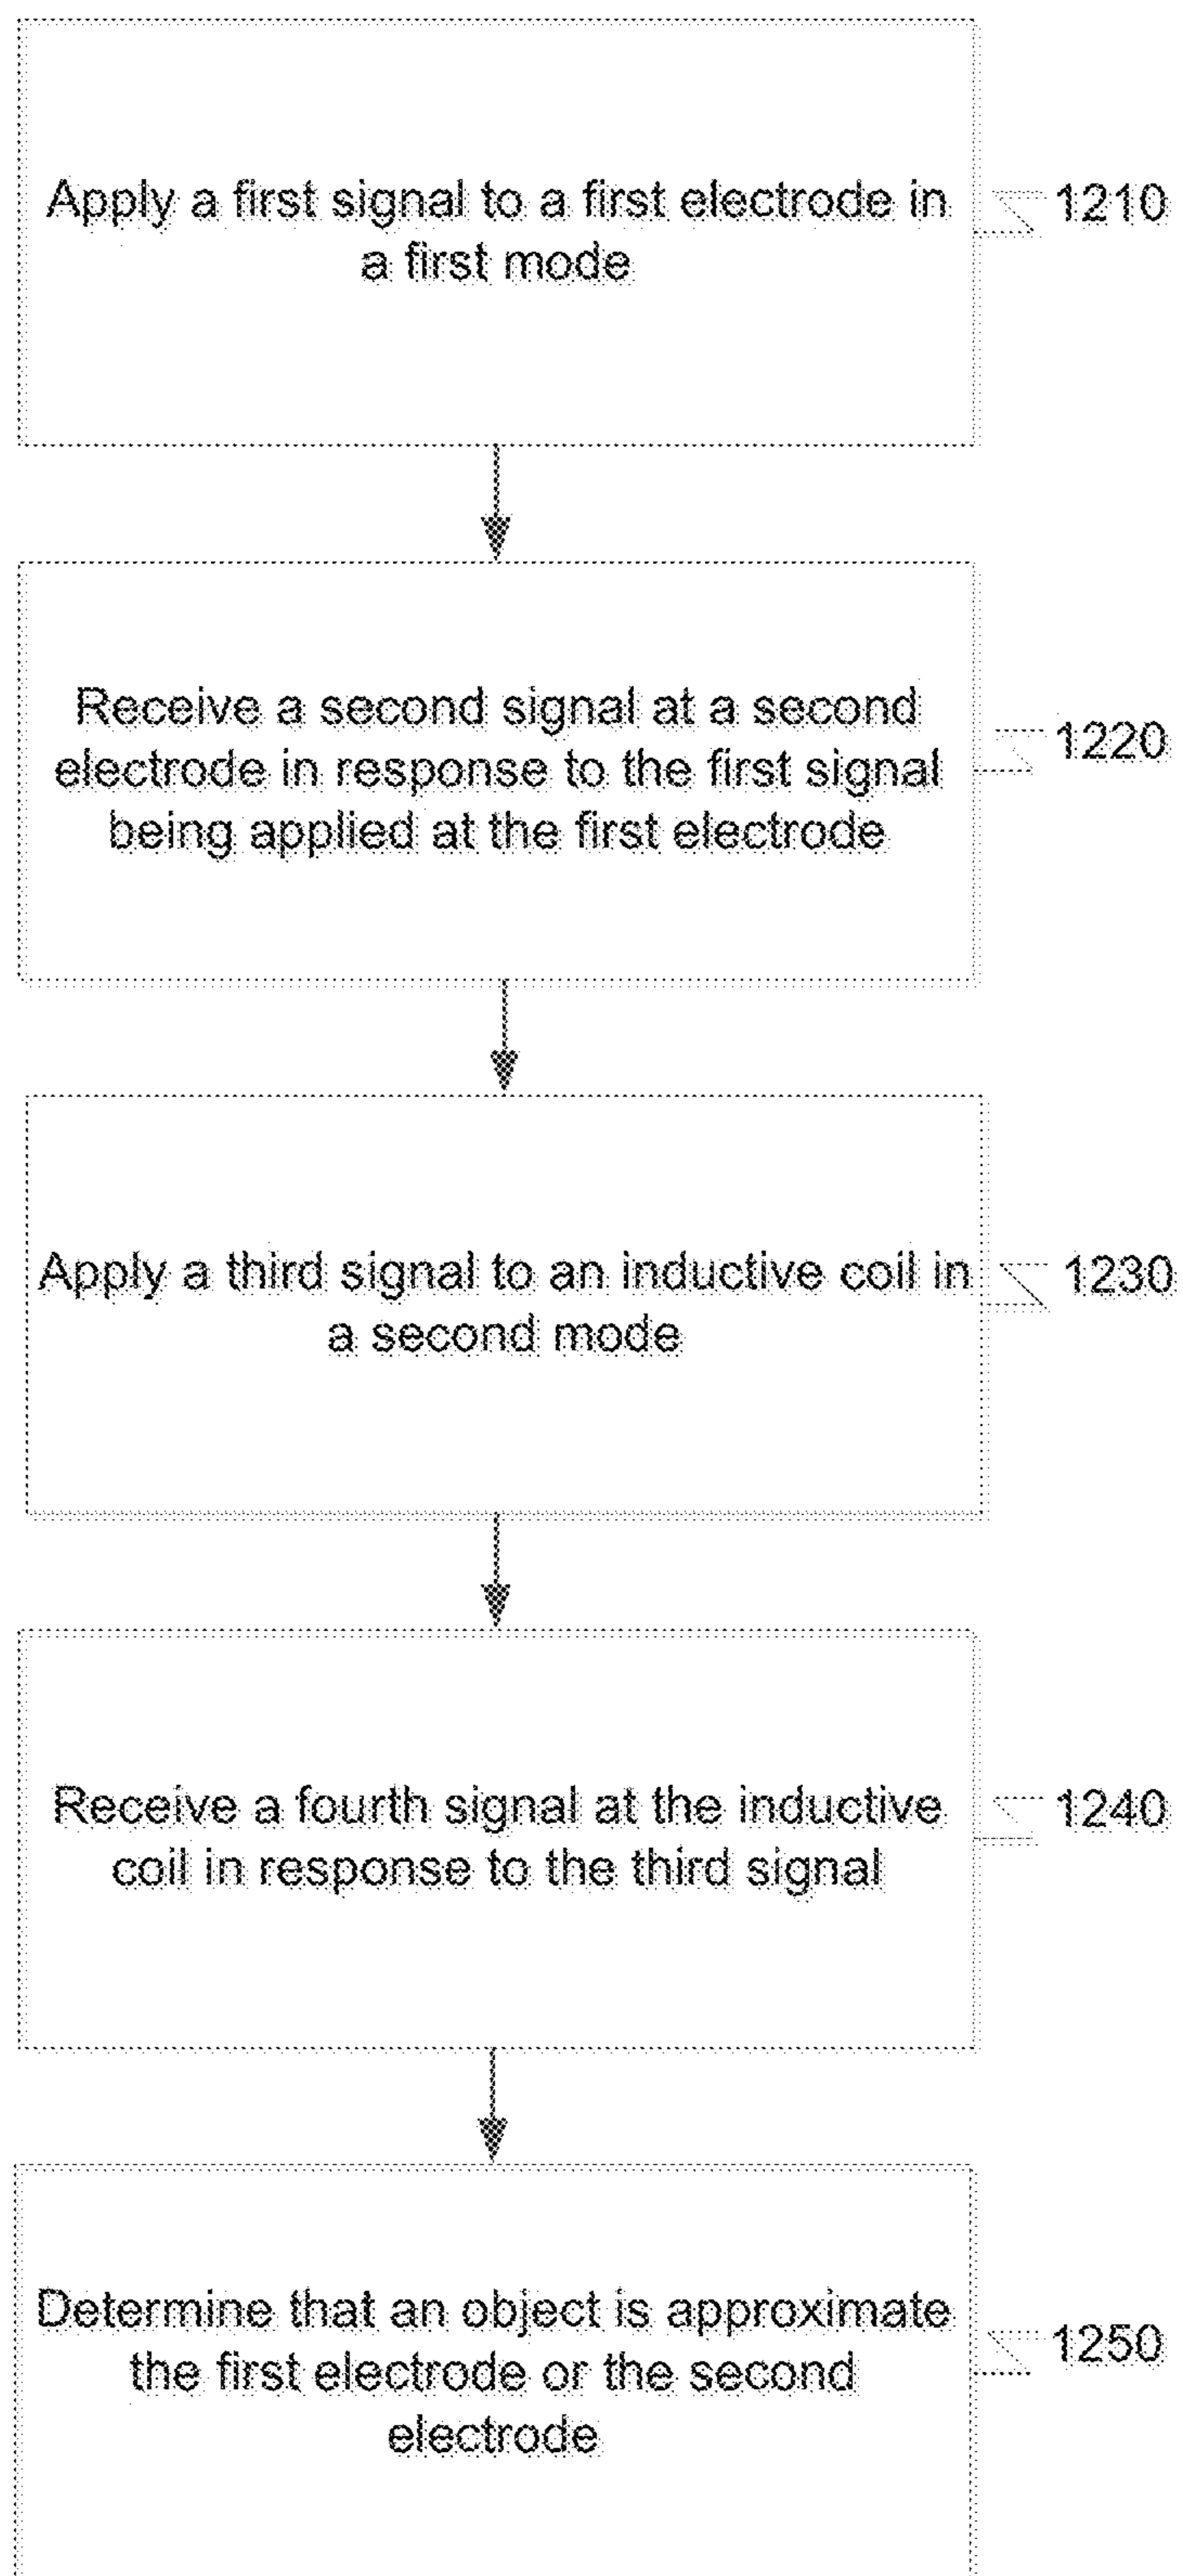 Apply a first signal to a first electrode in
a first mode
1210
Receive a second signal at a second
electrode in response to the first signal
being applied at the first electrode
1220
Apply a third signal to an inductive coil in
a second mode
1230
Receive a fourth signal at the inductive
coil in response to the third signal
1240
Determine that an object is approximate
the first electrode or the second
electrode
1250